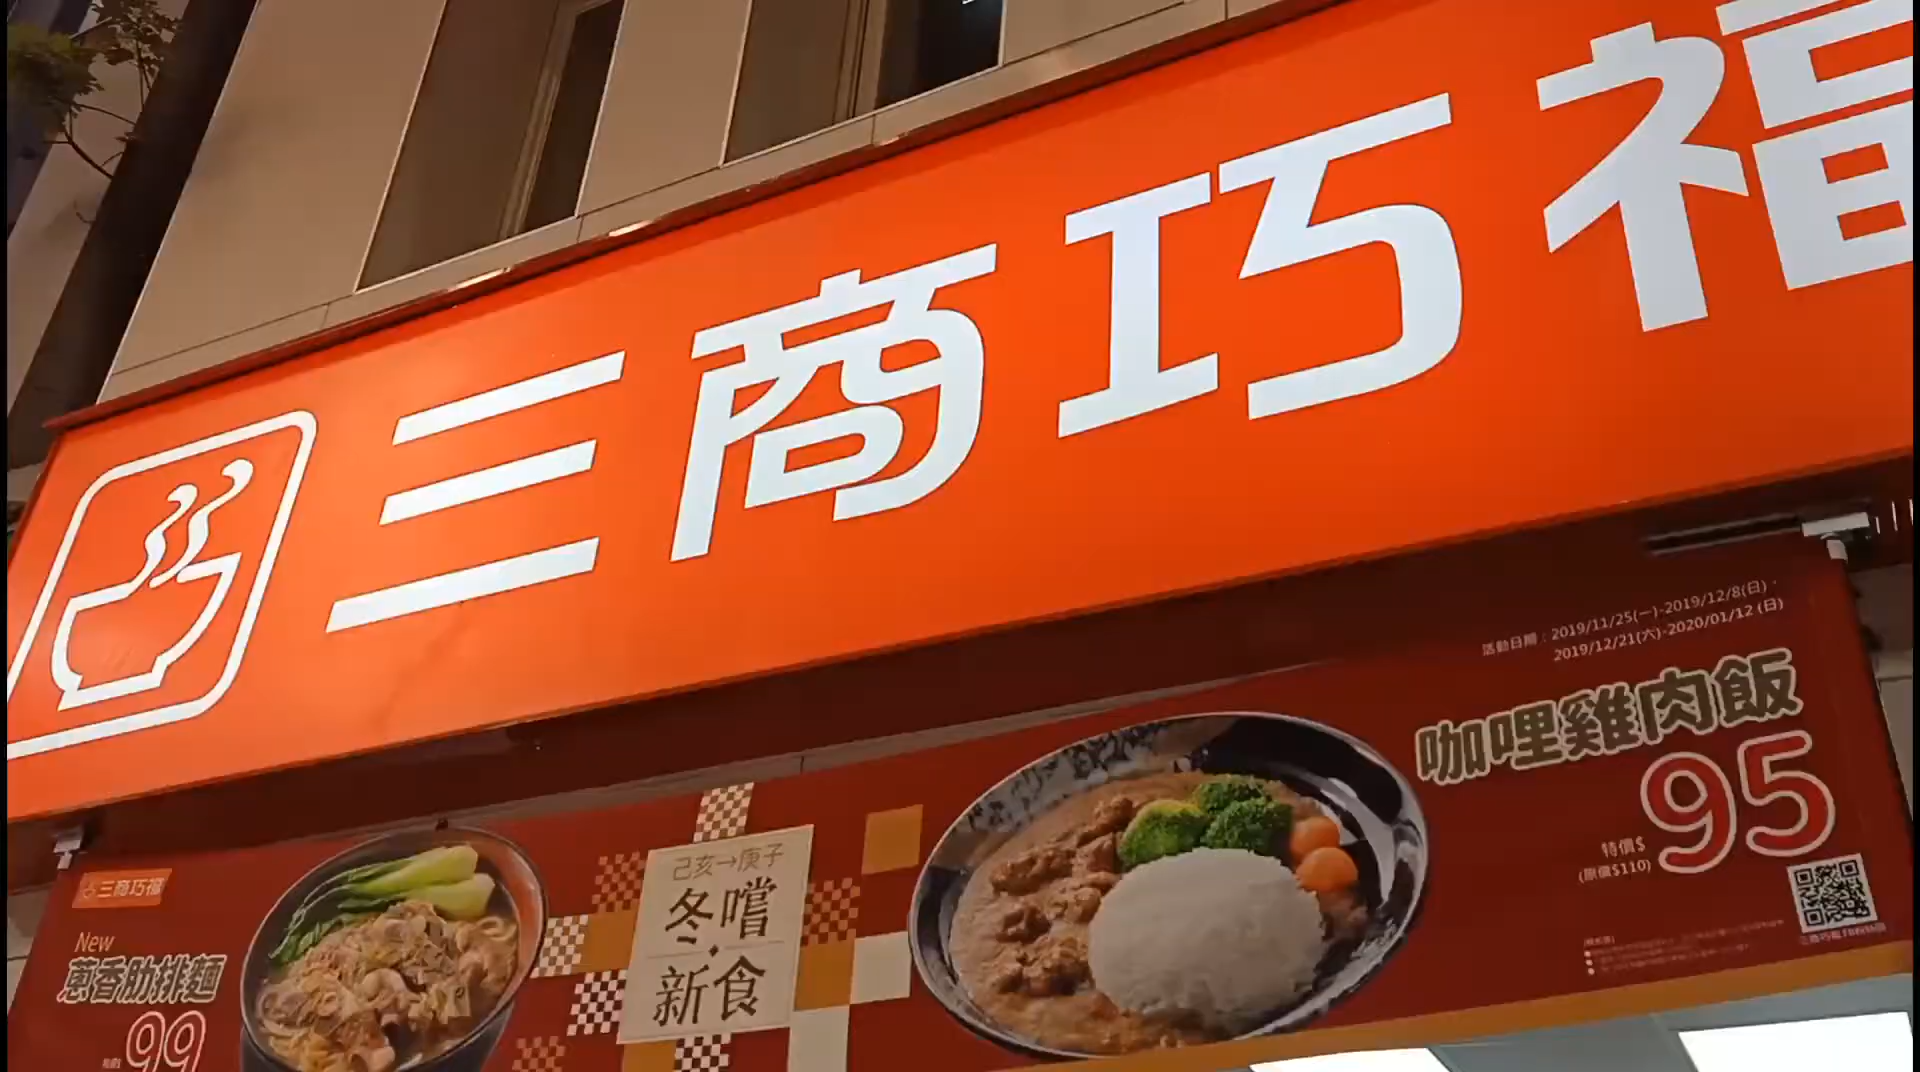 三商巧福
活動日期：2019/11/25(一)-2019/12/8(日)、
2019/12/21(六)-2020/01/12 (日)
咖哩雞肉飯
特價$
95
(原價$110)
三商巧福
New
蔥香肋排麵
99
己亥→庚子
冬嚐
新食